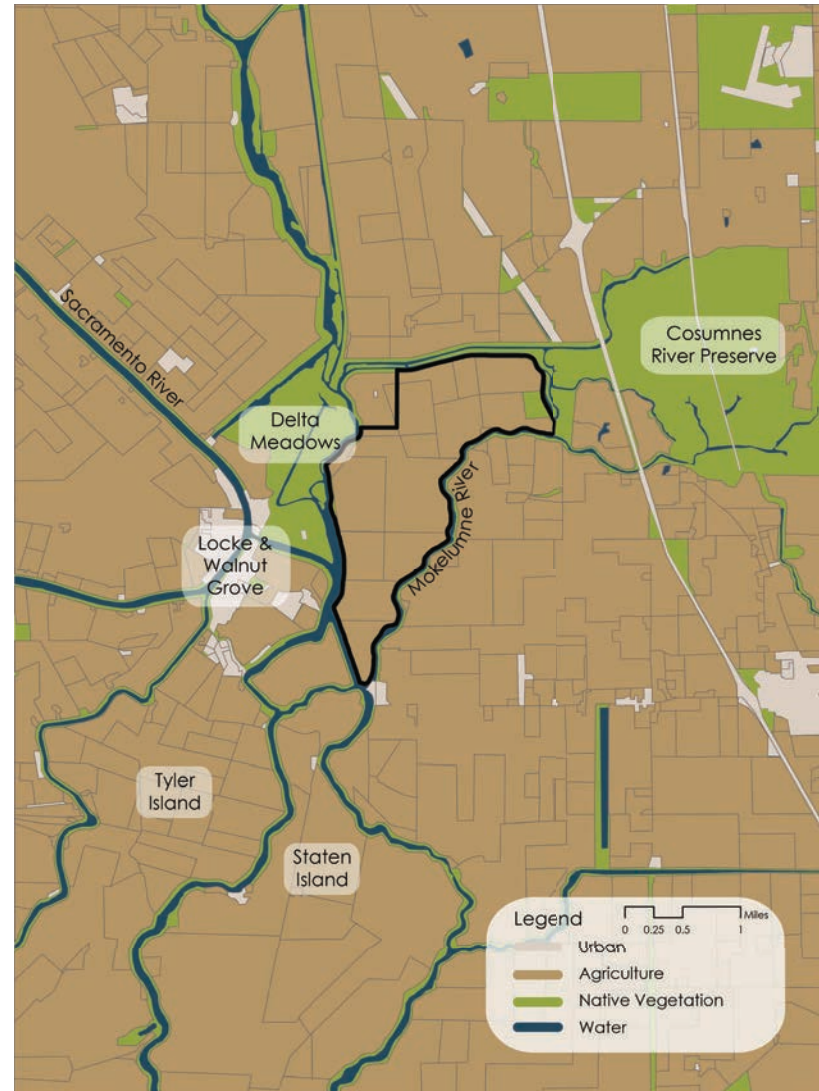 Sacramento River
Cosumnes
River Preserve
Delta
Meadows
Mokelumne River
Locke &
Walnut
Grove
Tyler
Island
Staten
Island
Legend
Miles
0 0.25 0.5 1
Urban
Agriculture
Native Vegetation
Water